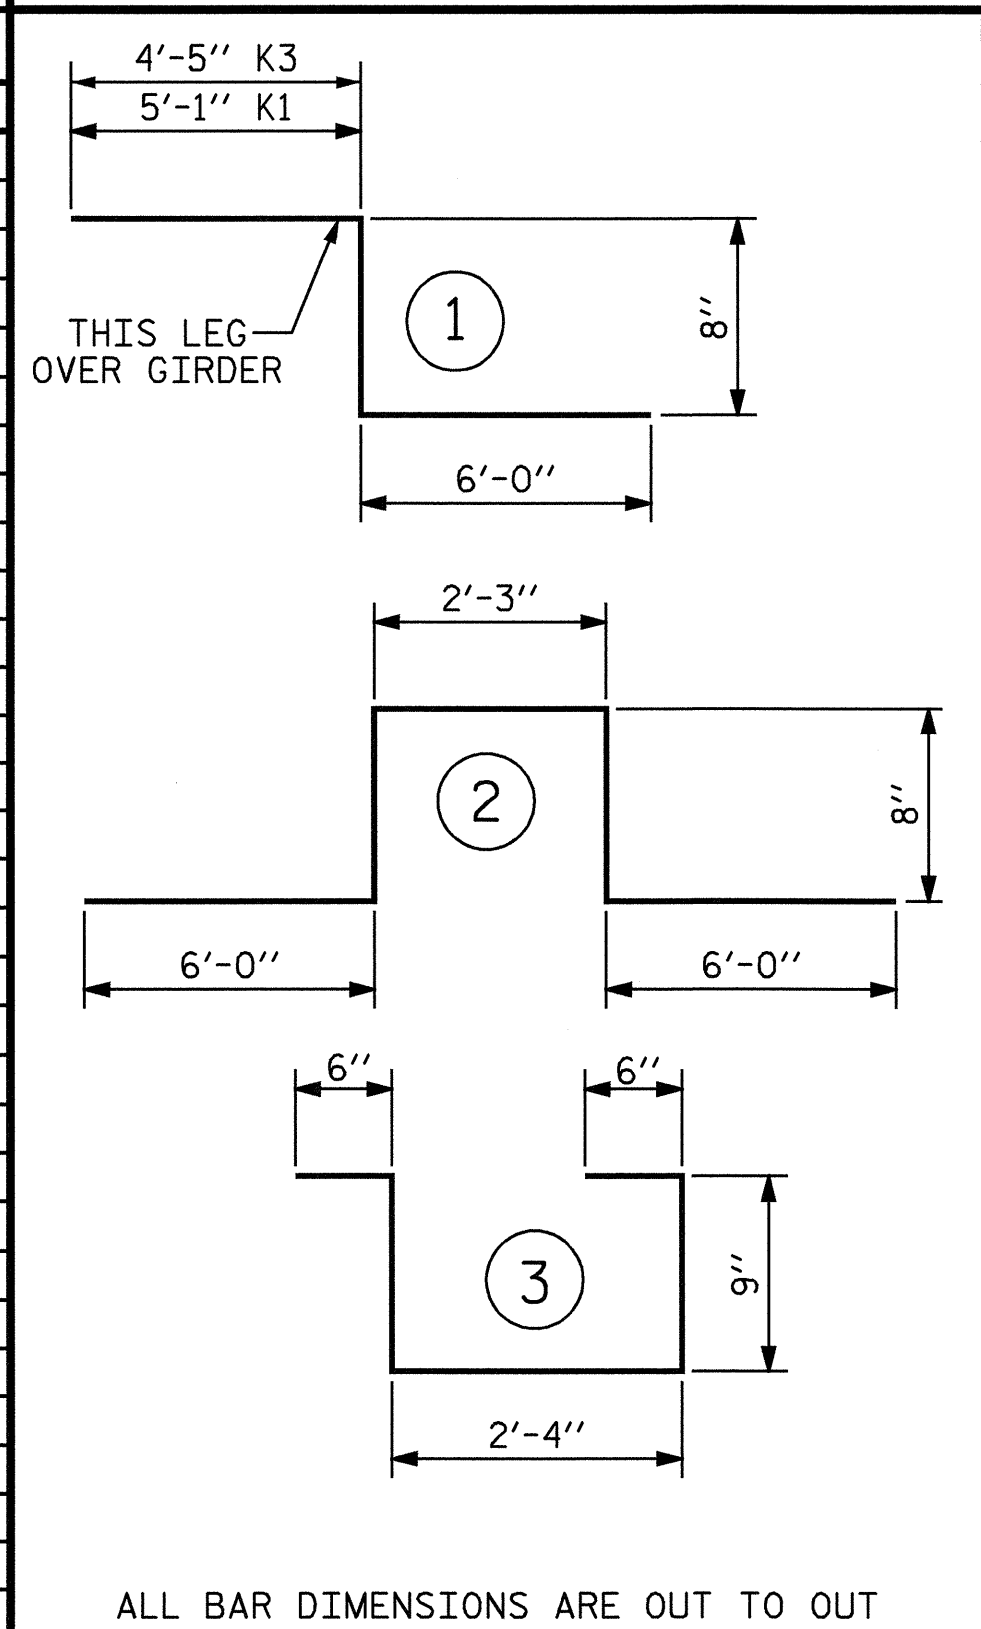 4'-5" K3
5'-1" K1
THIS LEG
OVER GIRDER
1
8"
6'-0"
2'-3"
2
8"
6'-0"
6'-0"
6"
6"
3
9"
2'-4"
ALL BAR DIMENSIONS ARE OUT TO OUT